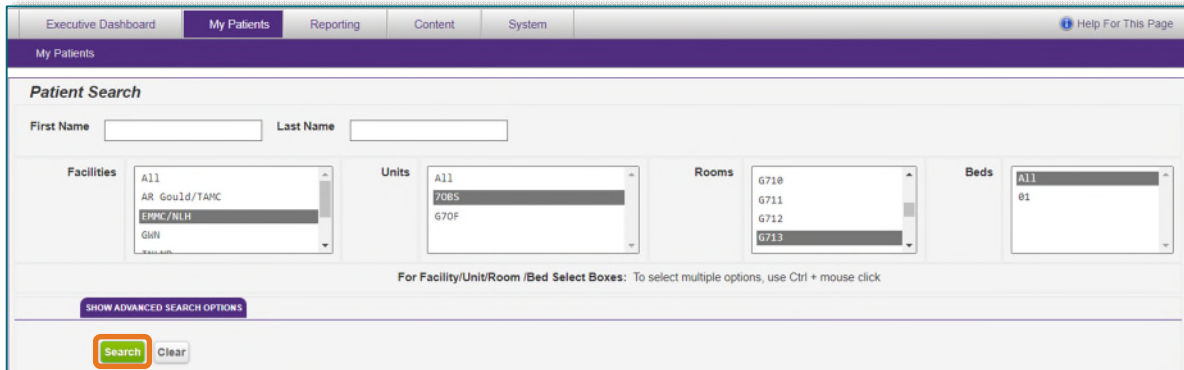 Executive Dashboard My Patients Reporting Content System Help For This Page
My Patients
Patient Search
First Name Last Name
Facilities Units Rooms Beds
All
AR Gould/TAMC
EMMC/NLH
GWN
All
7OBS
G7OF
G710
G711
G712
G713
All
01
For Facility/Unit/Room /Bed Select Boxes: To select multiple options, use Ctrl + mouse click
SHOW ADVANCED SEARCH OPTIONS
Search Clear